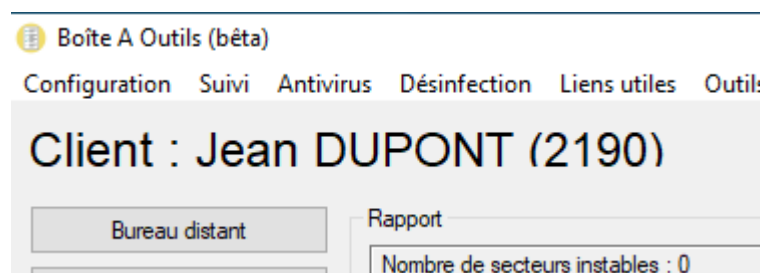 Boîte A Outils (bêta)
Configuration Suivi Antivirus Désinfection Liens utiles Outils
Client : Jean DUPONT (2190)
Bureau distant
Rapport
Nombre de secteurs instables : 0